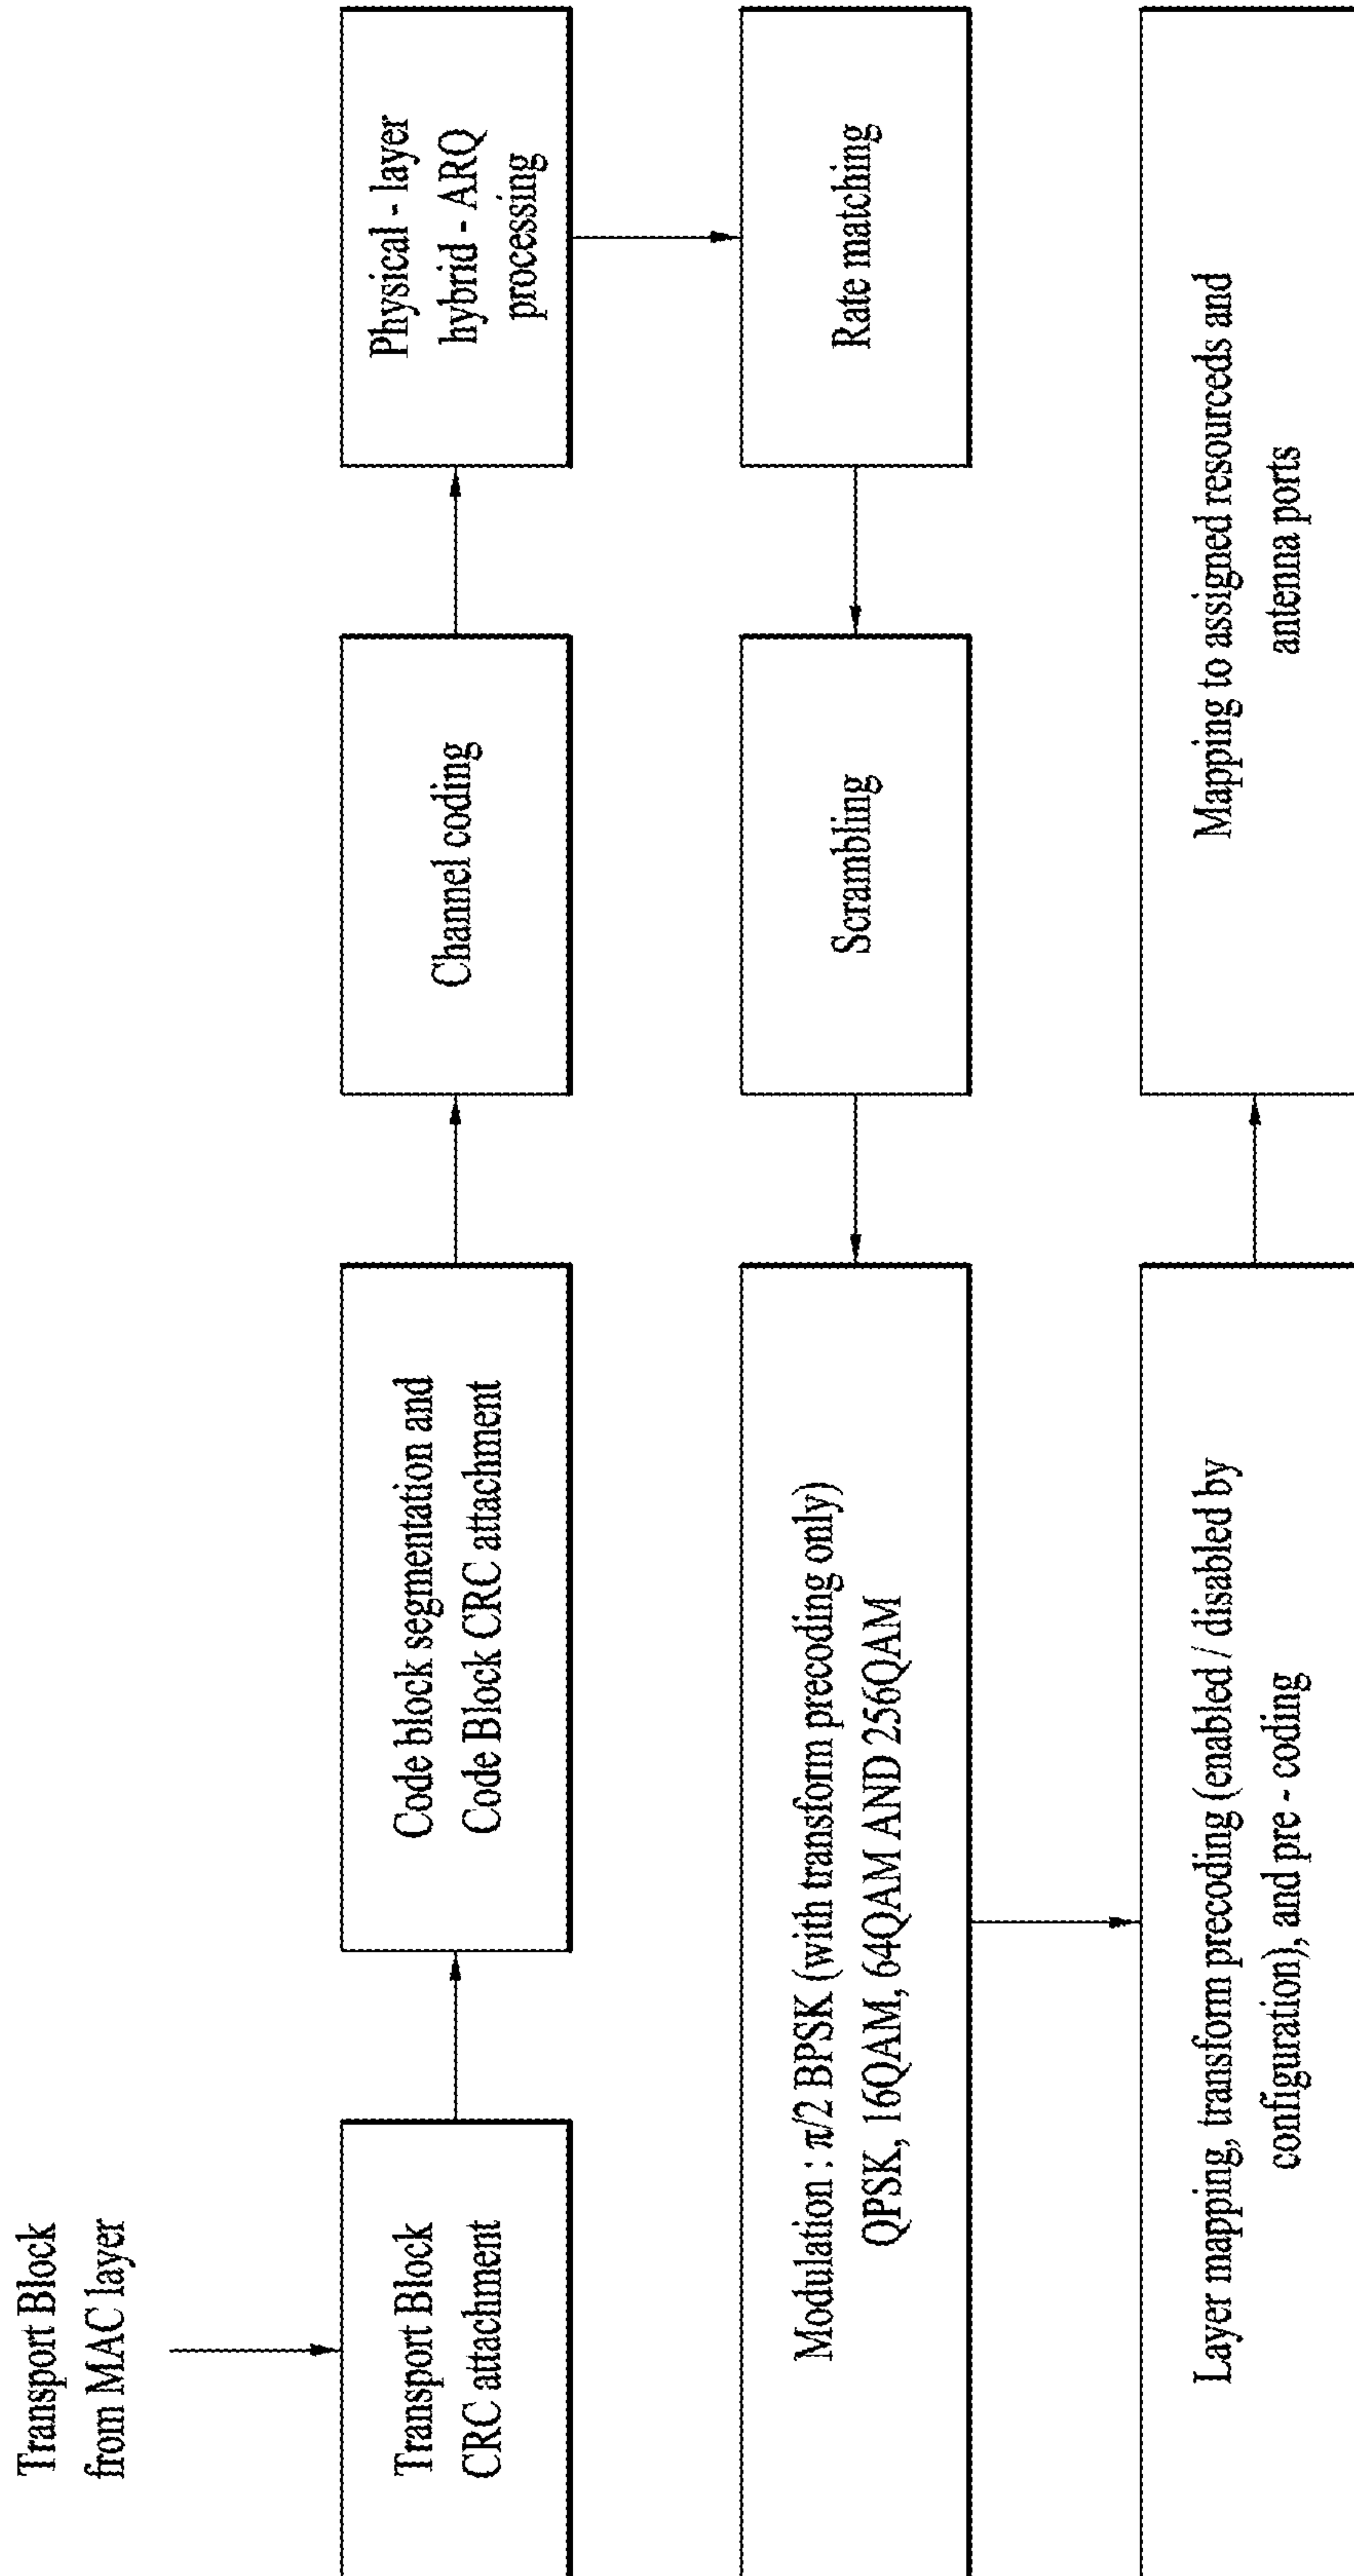 Transport Block
from MAC layer
Transport Block
CRC attachment
Code block segmentation and
Code Block CRC attachment
Channel coding
Physical - layer
hybrid - ARQ
processing
Rate matching
Scrambling
Modulation : π/2 BPSK (with transform precoding only)
QPSK, 16QAM, 64QAM AND 256QAM
Layer mapping, transform precoding (enabled / disabled by
configuration), and pre - coding
Mapping to assigned resourceds and
antenna ports